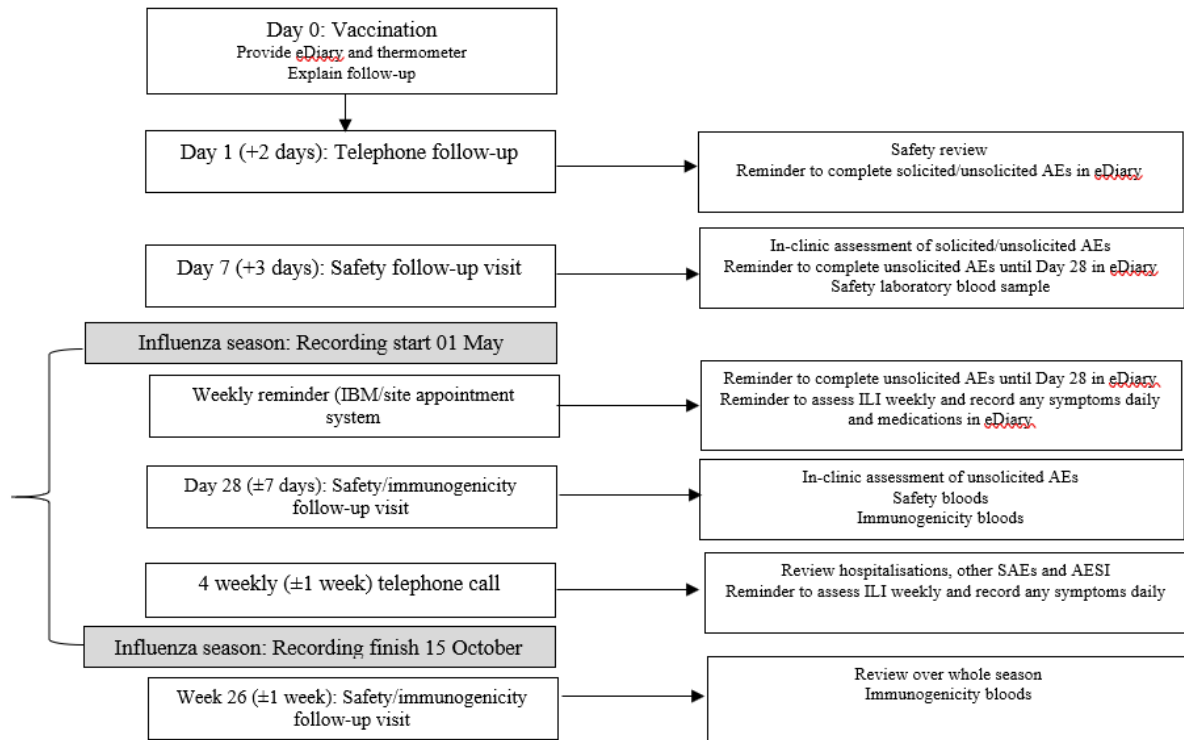 Day 0: Vaccination
Provide eDiary and thermometer
Explain follow-up
Day 1 (+2 days): Telephone follow-up
Safety review
Reminder to complete solicited/unsolicited AEs in eDiary
Day 7 (+3 days): Safety follow-up visit
In-clinic assessment of solicited/unsolicited AEs
Reminder to complete unsolicited AEs until Day 28 in eDiary
Safety laboratory blood sample
Influenza season: Recording start 01 May
Weekly reminder (IBM/site appointment
system
Reminder to complete unsolicited AEs until Day 28 in eDiary
Reminder to assess ILI weekly and record any symptoms daily
and medications in eDiary
Day 28 (±7 days): Safety/immunogenicity
follow-up visit
In-clinic assessment of unsolicited AEs
Safety bloods
Immunogenicity bloods
4 weekly (±1 week) telephone call
Review hospitalisations, other SAEs and AESI
Reminder to assess ILI weekly and record any symptoms daily
Influenza season: Recording finish 15 October
Week 26 (±1 week): Safety/immunogenicity
follow-up visit
Review over whole season
Immunogenicity bloods